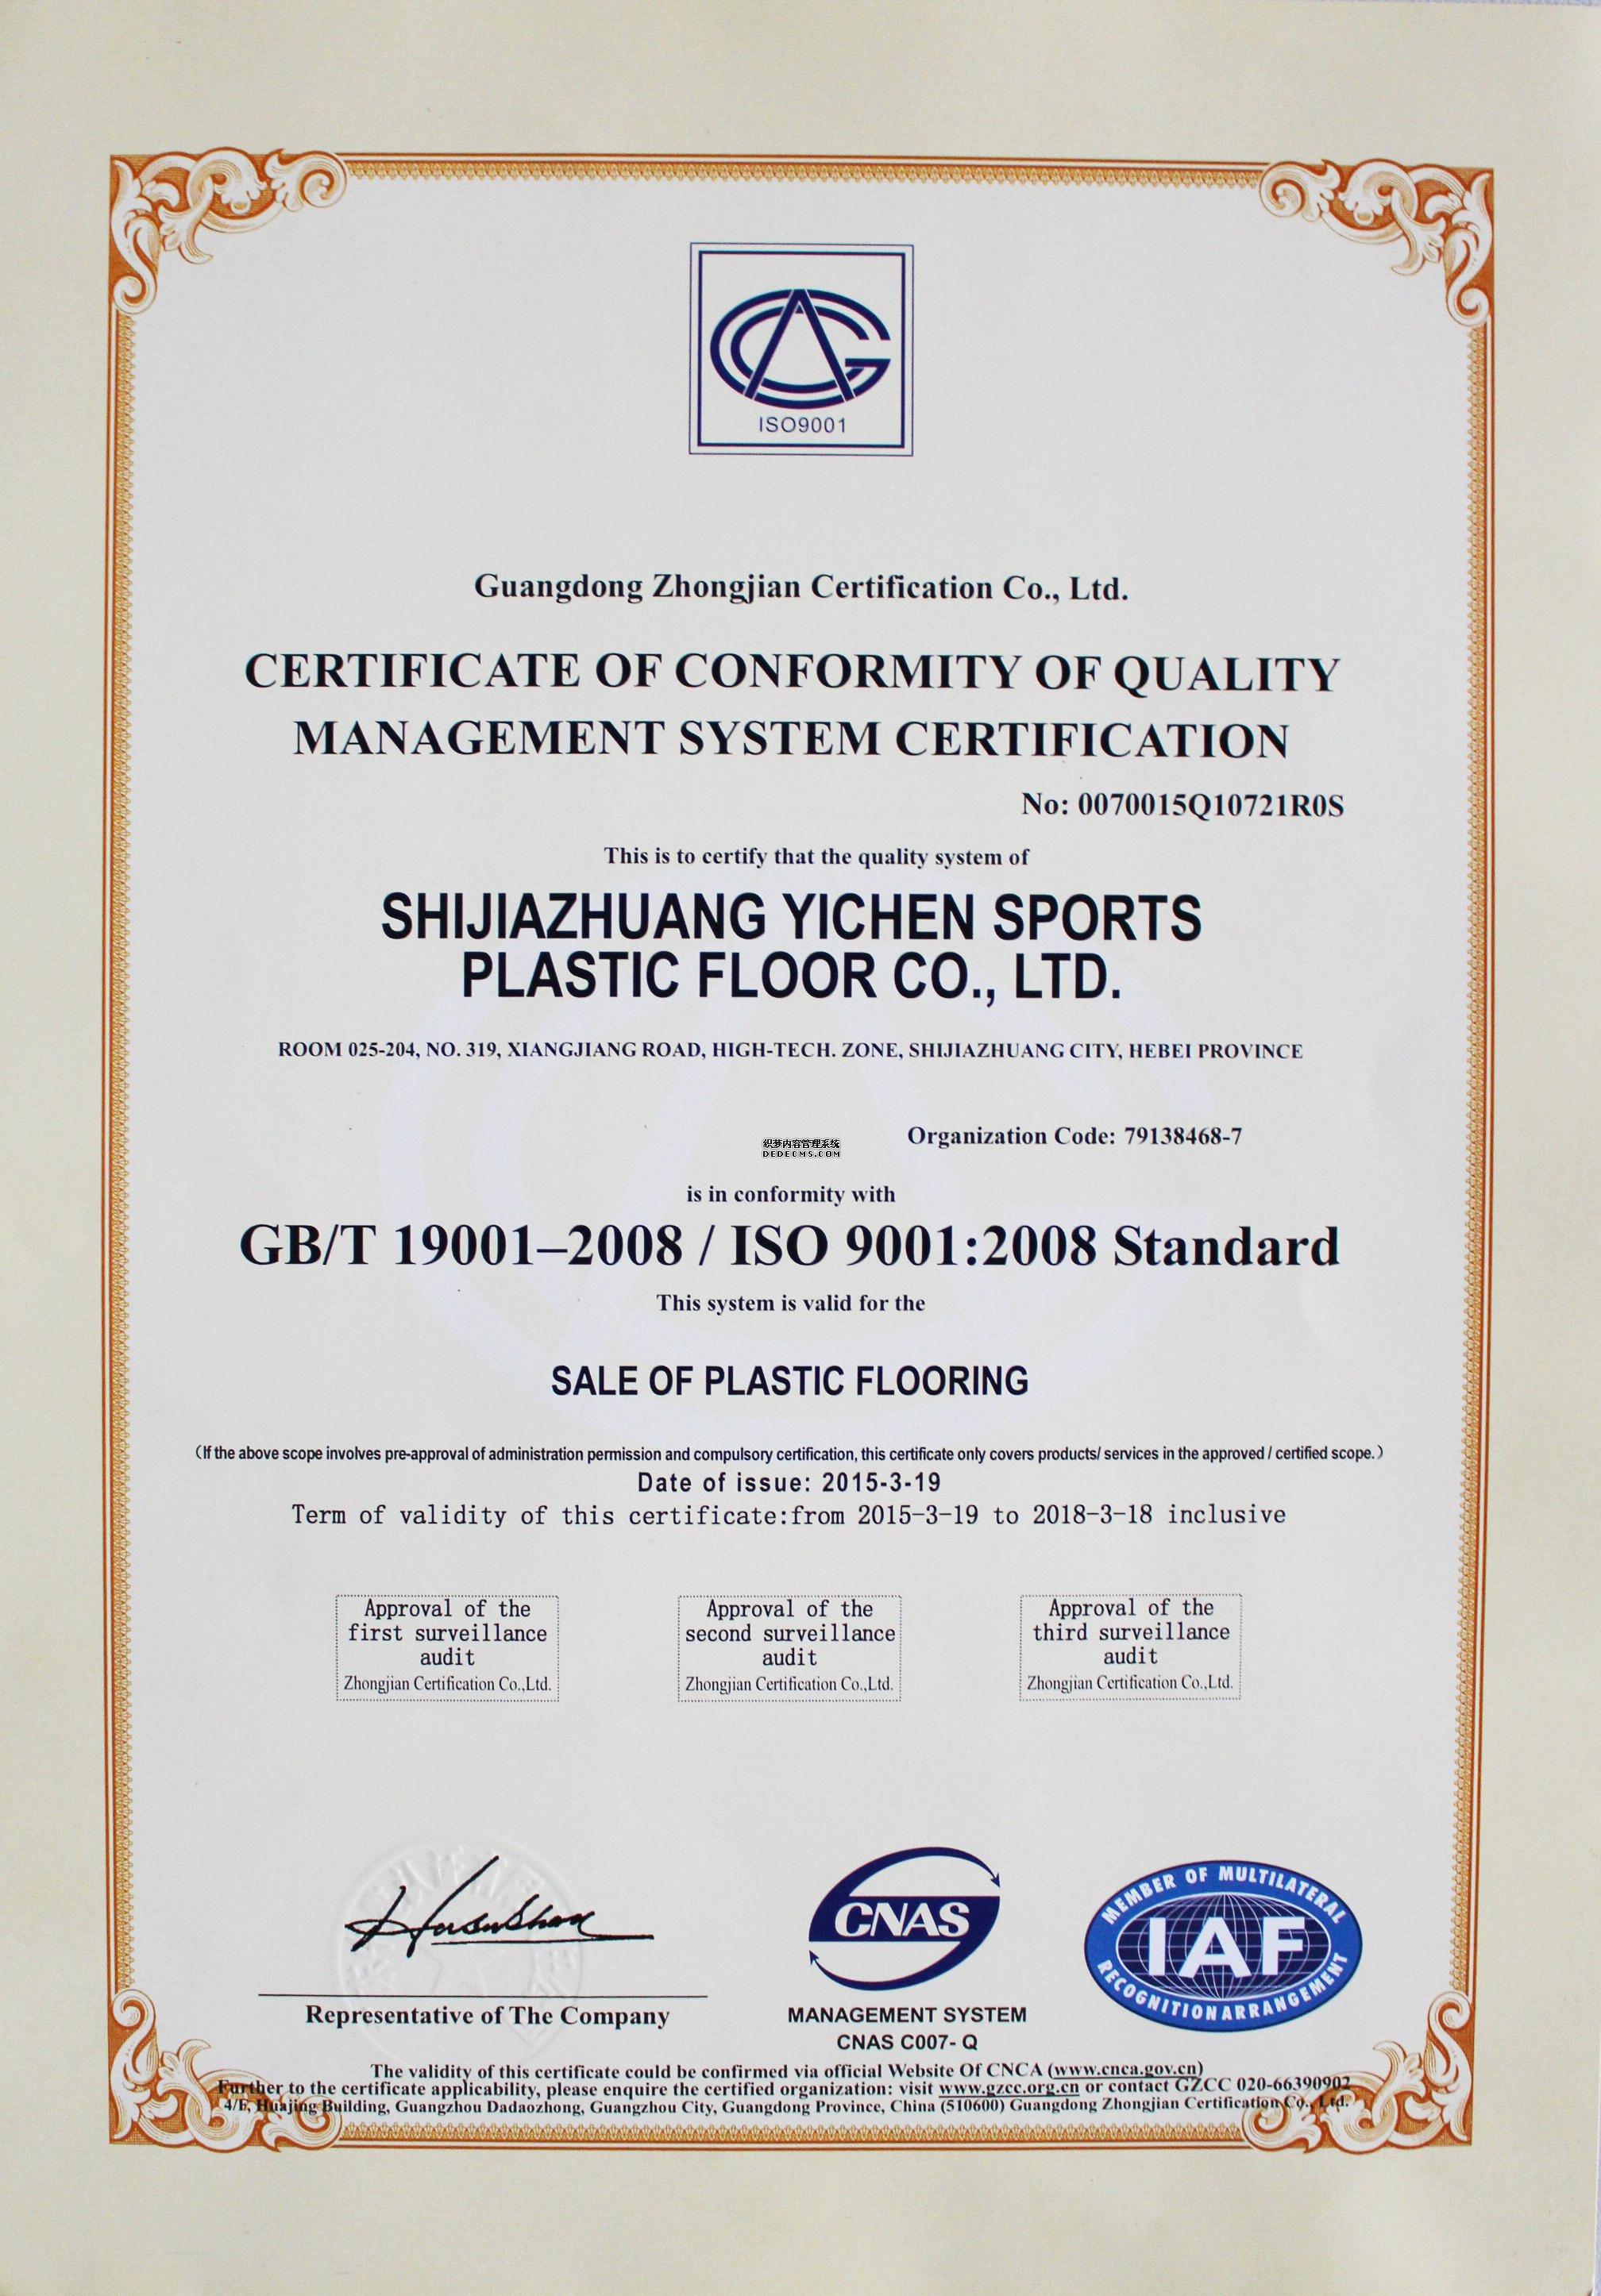 ISO9001
Guangdong Zhongjian Certification Co., Ltd.
CERTIFICATE OF CONFORMITY OF QUALITY
MANAGEMENT SYSTEM CERTIFICATION
No: 0070015Q10721R0S
This is to certify that the quality system of
SHIJIAZHUANG YICHEN SPORTS
PLASTIC FLOOR CO., LTD.
ROOM 025-204, NO. 319, XIANGJIANG ROAD, HIGH-TECH. ZONE, SHIJIAZHUANG CITY, HEBEI PROVINCE
Organization Code: 79138468-7
织梦内容管理系统
DEDECMS.COM
is in conformity with
GB/T 19001–2008 / ISO 9001:2008 Standard
This system is valid for the
SALE OF PLASTIC FLOORING
(If the above scope involves pre-approval of administration permission and compulsory certification, this certificate only covers products/ services in the approved / certified scope.)
Date of issue: 2015-3-19
Term of validity of this certificate:from 2015-3-19 to 2018-3-18 inclusive
Approval of the
first surveillance
audit
Zhongjian Certification Co.,Ltd.
Approval of the
second surveillance
audit
Zhongjian Certification Co.,Ltd.
Approval of the
third surveillance
audit
Zhongjian Certification Co.,Ltd.
Representative of The Company
CNAS
MANAGEMENT SYSTEM
CNAS C007- Q
MEMBER OF MULTILATERAL
IAF
RECOGNITION ARRANGEMENT
The validity of this certificate could be confirmed via official Website Of CNCA (www.cnca.gov.cn)
Further to the certificate applicability, please enquire the certified organization: visit www.gzcc.org.cn or contact GZCC 020-66390902
4/F, Huajing Building, Guangzhou Dadaozhong, Guangzhou City, Guangdong Province, China (510600) Guangdong Zhongjian Certification Co., Ltd.